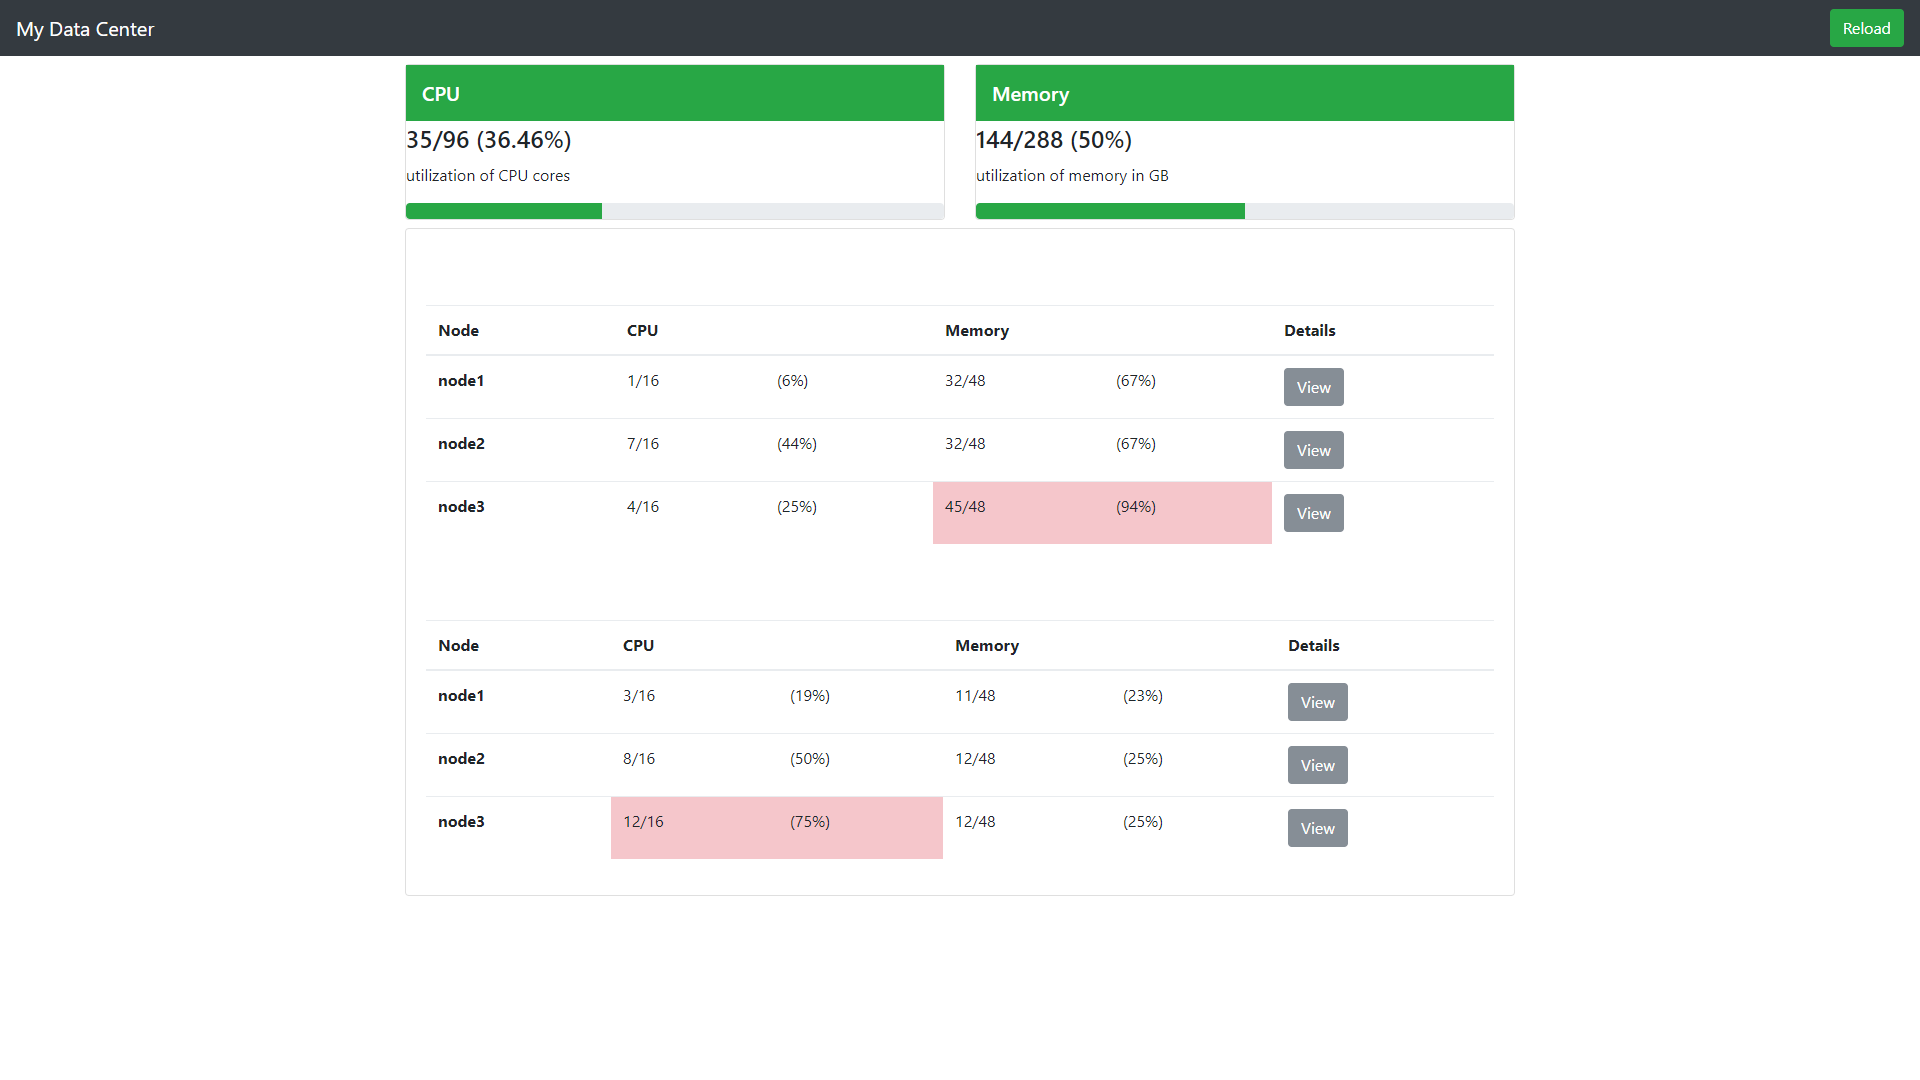 My Data Center Reload
CPU Memory
35/96 (36.46%) 144/288 (50%)
utilization of CPU cores utilization of memory in GB
Node CPU Memory Details
node1 1/16 (6%) 32/48 (67%) View
node2 7/16 (44%) 32/48 (67%) View
node3 4/16 (25%) 45/48 (94%) View
Node CPU Memory Details
node1 3/16 (19%) 11/48 (23%) View
node2 8/16 (50%) 12/48 (25%) View
node3 12/16 (75%) 12/48 (25%) View